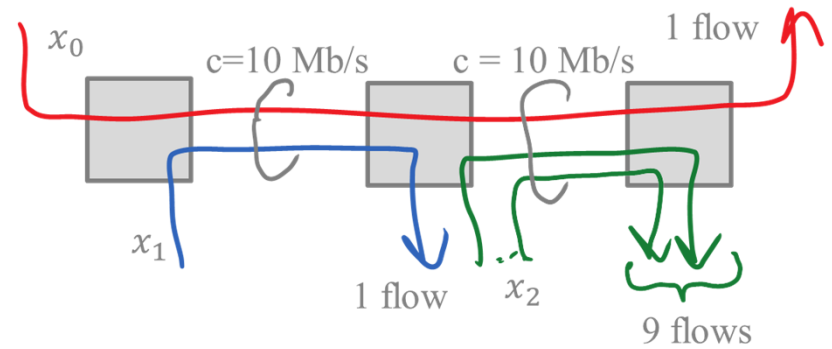 1 flow
x₀
c=10 Mb/s
c = 10 Mb/s
x₁
1 flow
x₂
9 flows